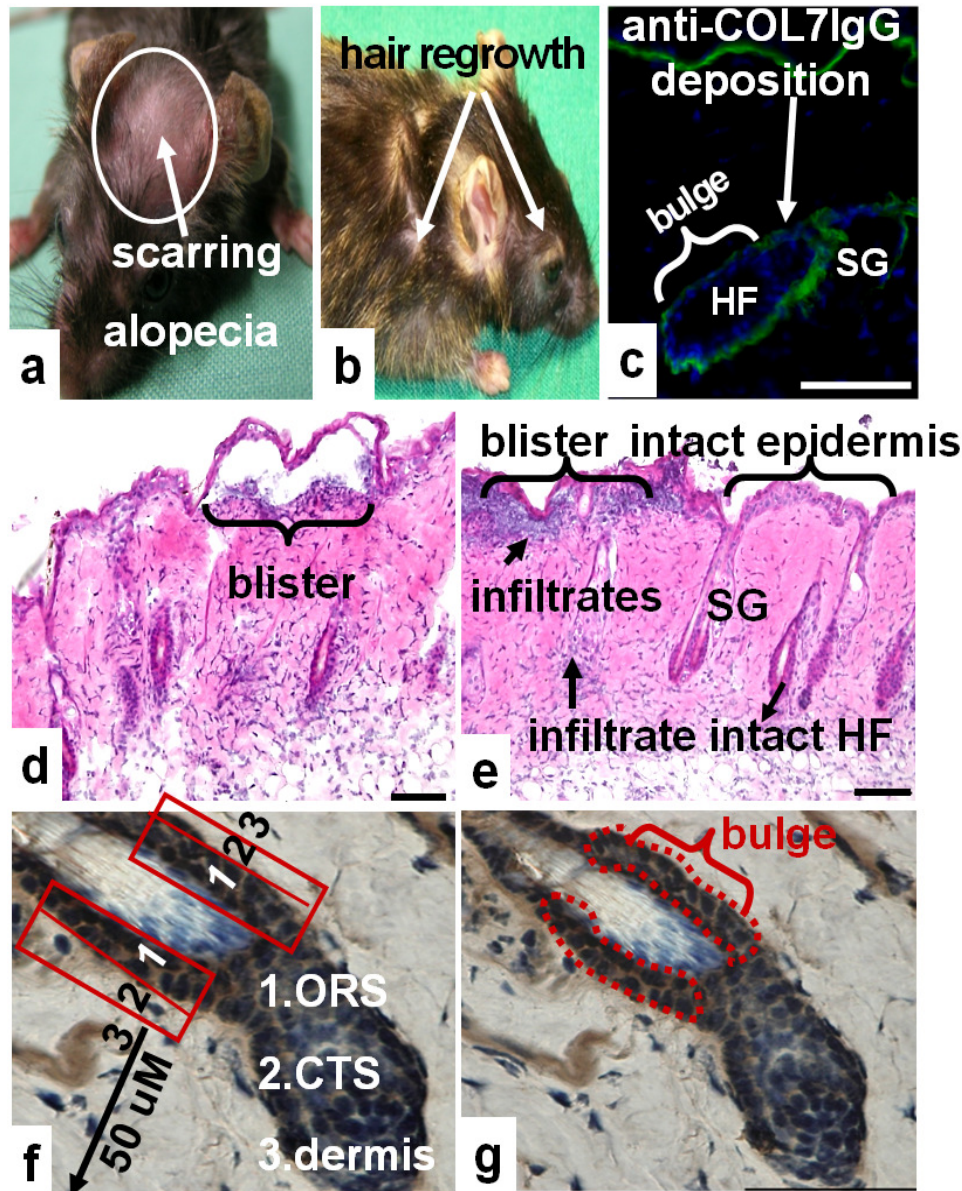 scarring
alopecia
a
hair regrowth
b
anti-COL7IgG
deposition
bulge
HF
SG
c
blister
d
blister intact epidermis
infiltrates
SG
infiltrate intact HF
e
1 2 3
1 2 3
50 uM
1.ORS
2.CTS
3.dermis
f
bulge
g